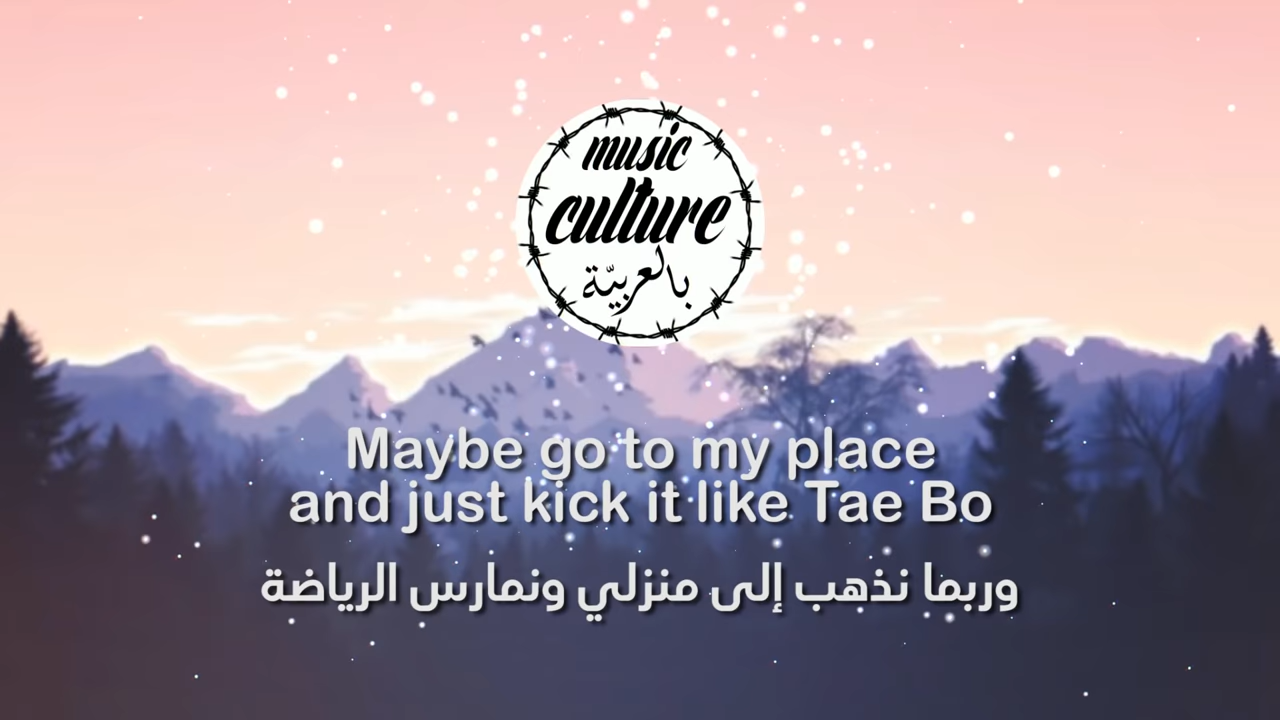 music
culture
بالعربيّة
Maybe go to my place
and just kick it like Tae Bo
وربما نذهب إلى منزلي ونمارس الرياضة